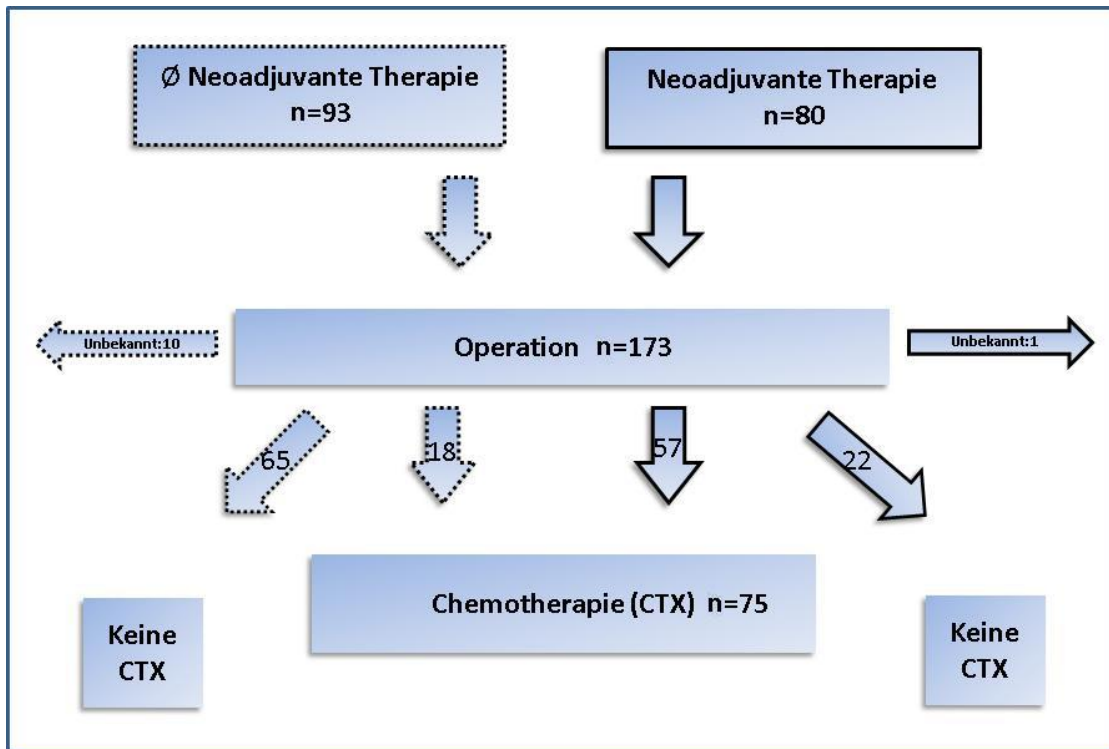 Ø Neoadjuvante Therapie
n=93
Neoadjuvante Therapie
n=80
Unbekannt:10
Operation n=173
Unbekannt:1
65
18
57
22
Chemotherapie (CTX) n=75
Keine
CTX
Keine
CTX